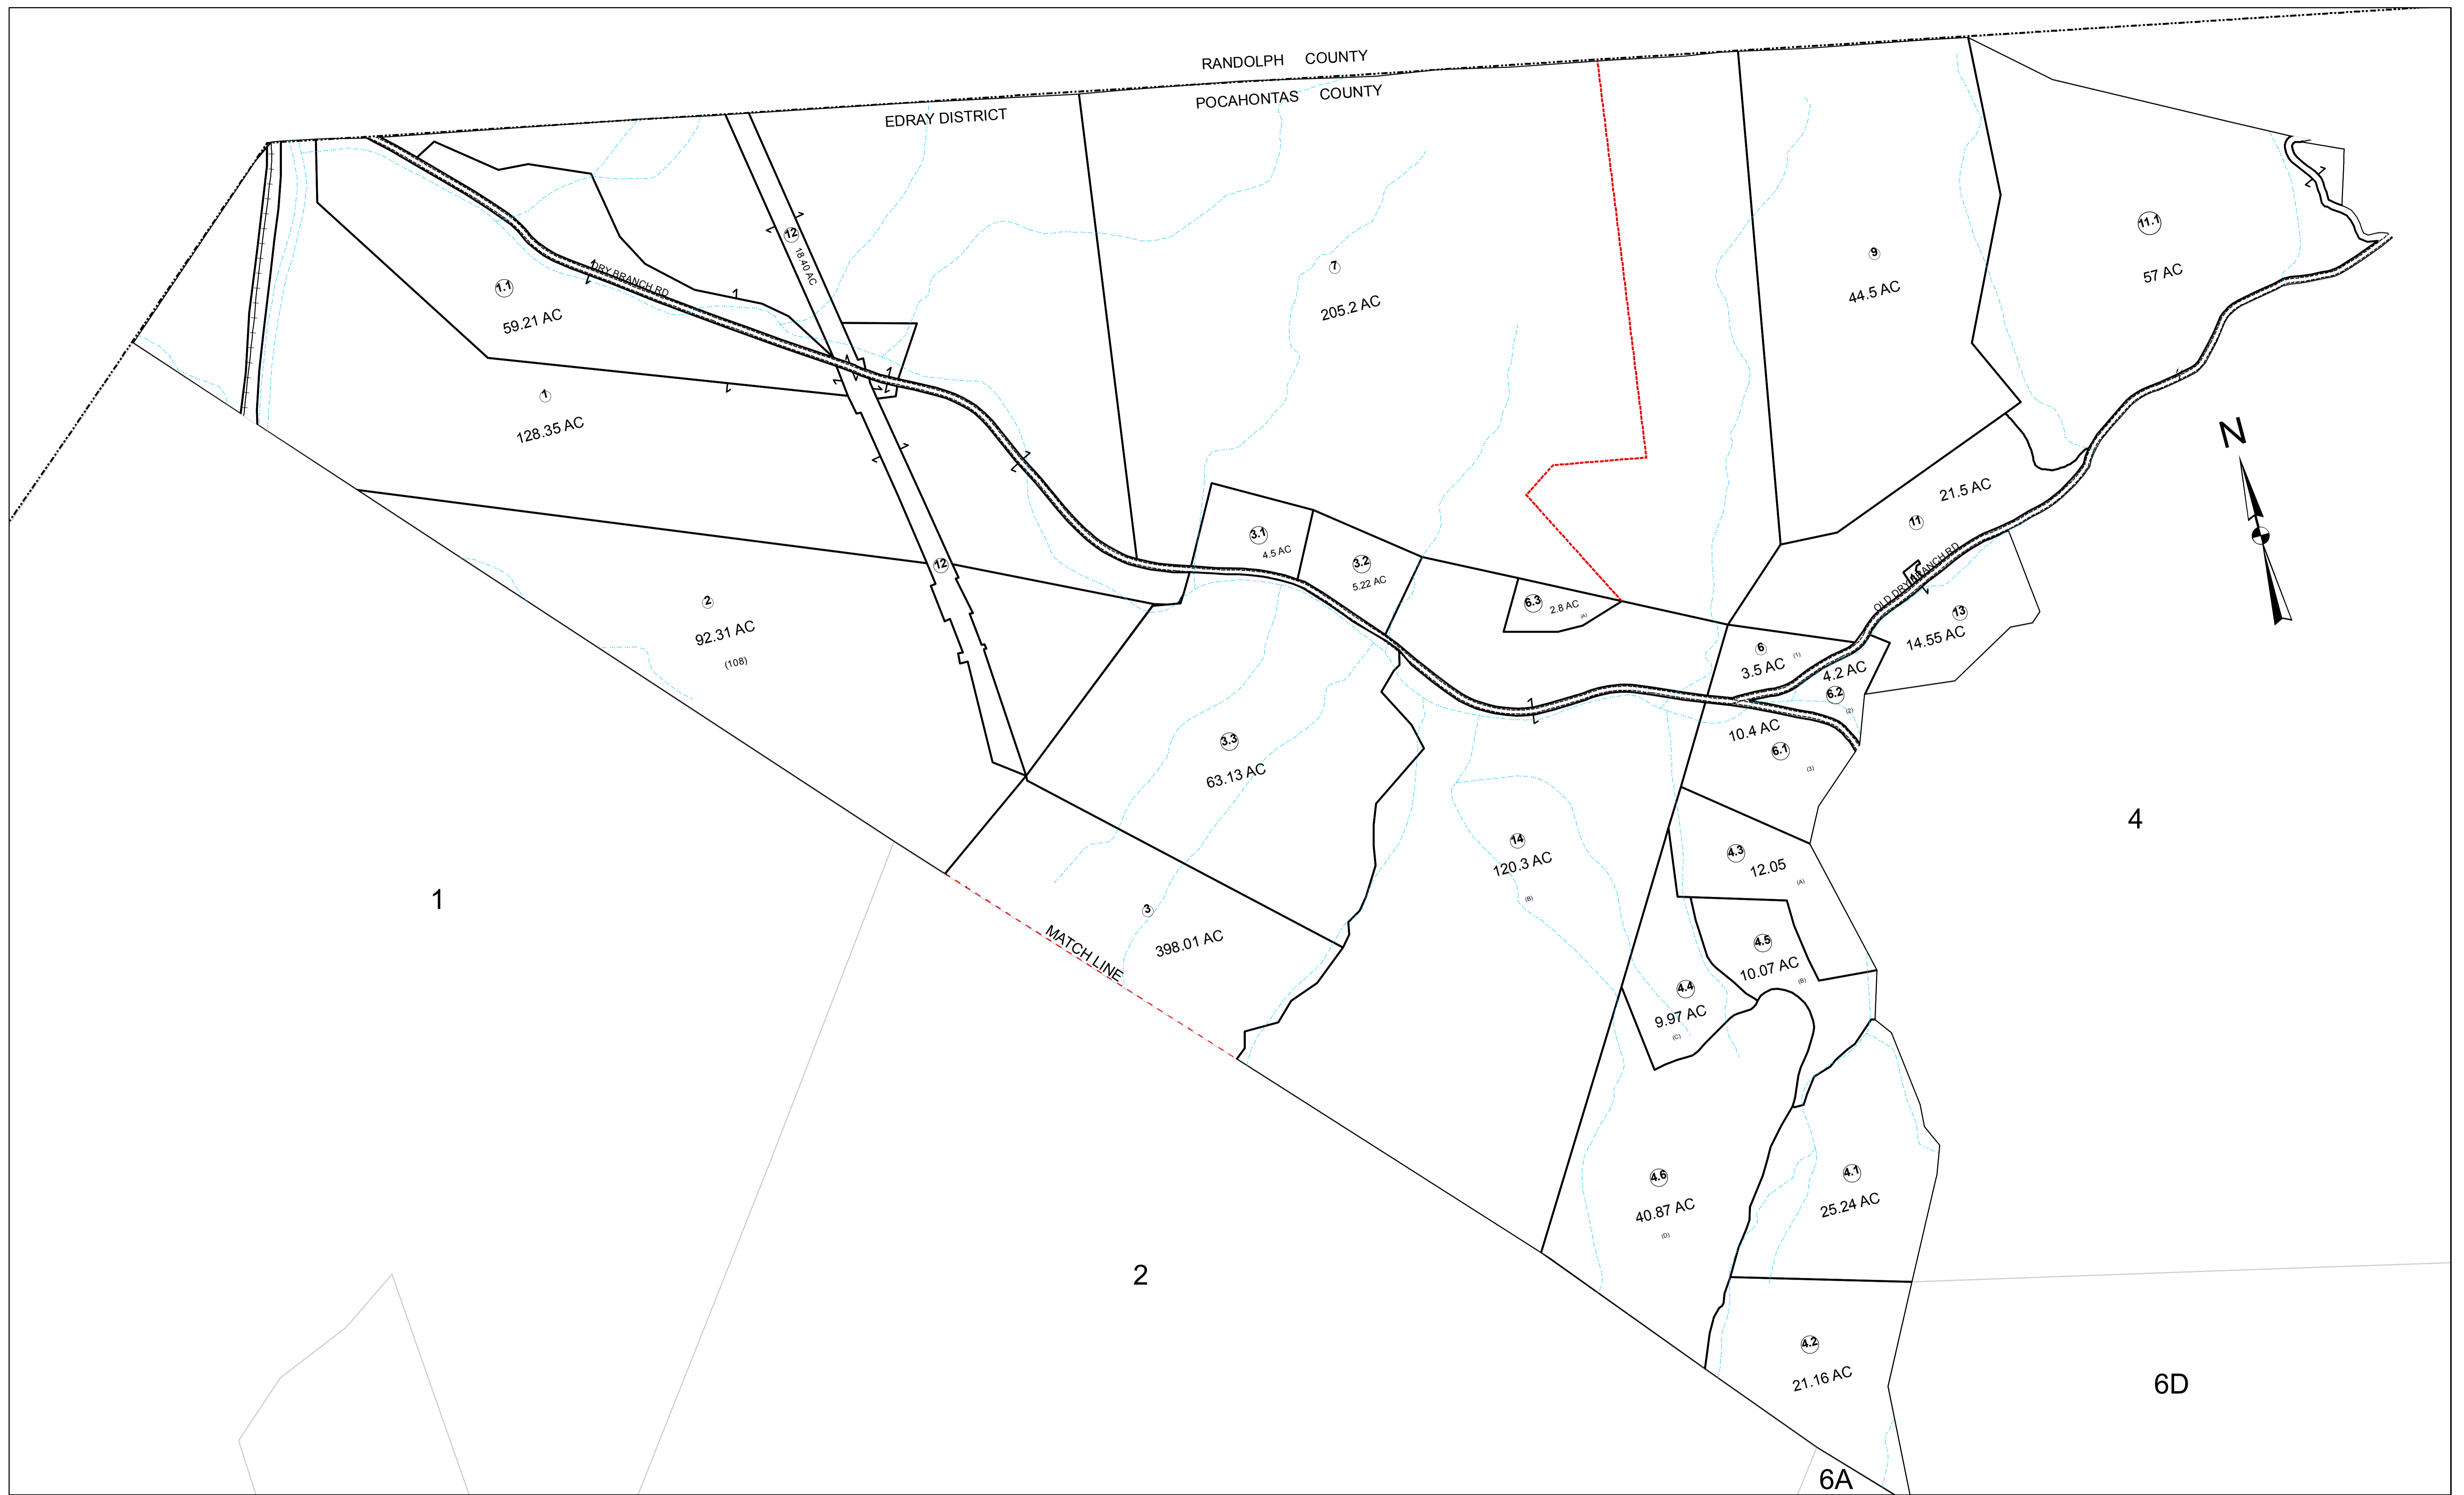 RANDOLPH COUNTY
POCAHONTAS COUNTY
EDRAY DISTRICT
12
18.40 AC
7
205.2 AC
9
44.5 AC
11.1
57 AC
DRY BRANCH RD
1.1
59.21 AC
1
128.35 AC
N
21.5 AC
11
3.1
4.5 AC
3.2
5.22 AC
12
OLD DRY BRANCH RD
2
92.31 AC
(108)
6.3
2.8 AC
(A)
13
14.55 AC
6
3.5 AC
(1)
4.2 AC
6.2
(2)
10.4 AC
6.1
(3)
3.3
63.13 AC
4
14
120.3 AC
(B)
4.3
12.05
(A)
1
3
398.01 AC
MATCH LINE
4.5
10.07 AC
(B)
4.4
9.97 AC
(C)
4.6
40.87 AC
(D)
4.1
25.24 AC
2
4.2
21.16 AC
6D
6A